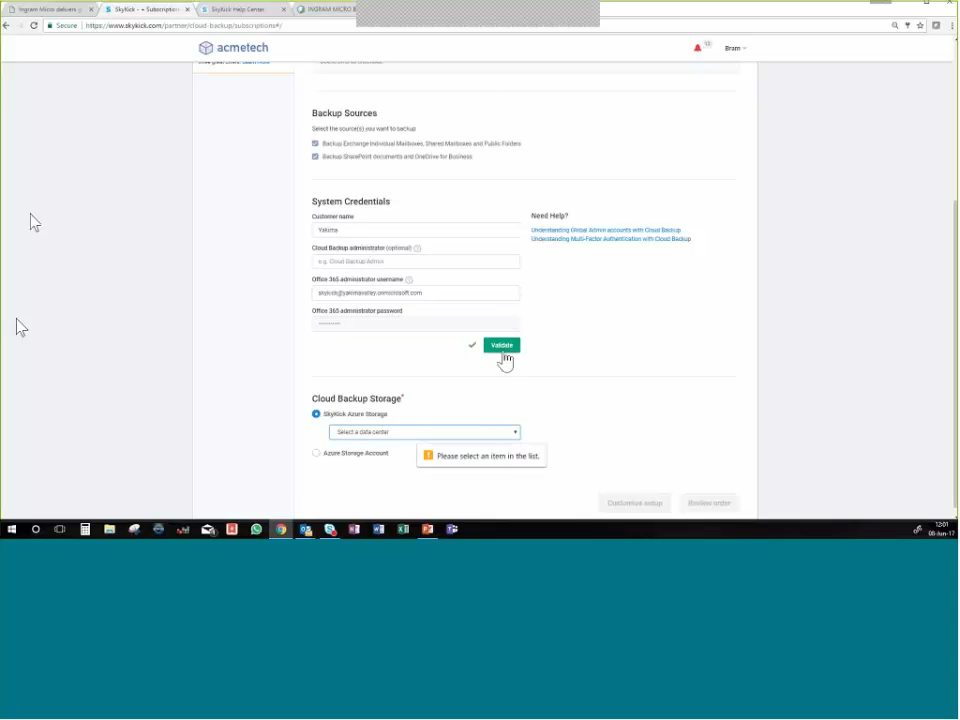 Ingram Micro delivers
SkyKick - + Subscription
SkyKick Help Center
INGRAM MICRO
Secure https://www.skykick.com/partner/cloud-backup/subscriptions#/
acmetech
Bram
Backup Sources
Select the source(s) you want to backup
Backup Exchange Individual Mailboxes, Shared Mailboxes and Public Folders
Backup SharePoint documents and OneDrive for Business
System Credentials
Customer name
Yakima
Need Help?
Understanding Global Admin accounts with Cloud Backup
Understanding Multi-Factor Authentication with Cloud Backup
Cloud Backup administrator (optional)
e.g. Cloud Backup Admin
Office 365 administrator username
skykick@yakimavalley.onmicrosoft.com
Office 365 administrator password
Validate
Cloud Backup Storage*
SkyKick Azure Storage
Select a data center
Azure Storage Account
Please select an item in the list.
Customise setup
Review order
12:01
08-Jun-17